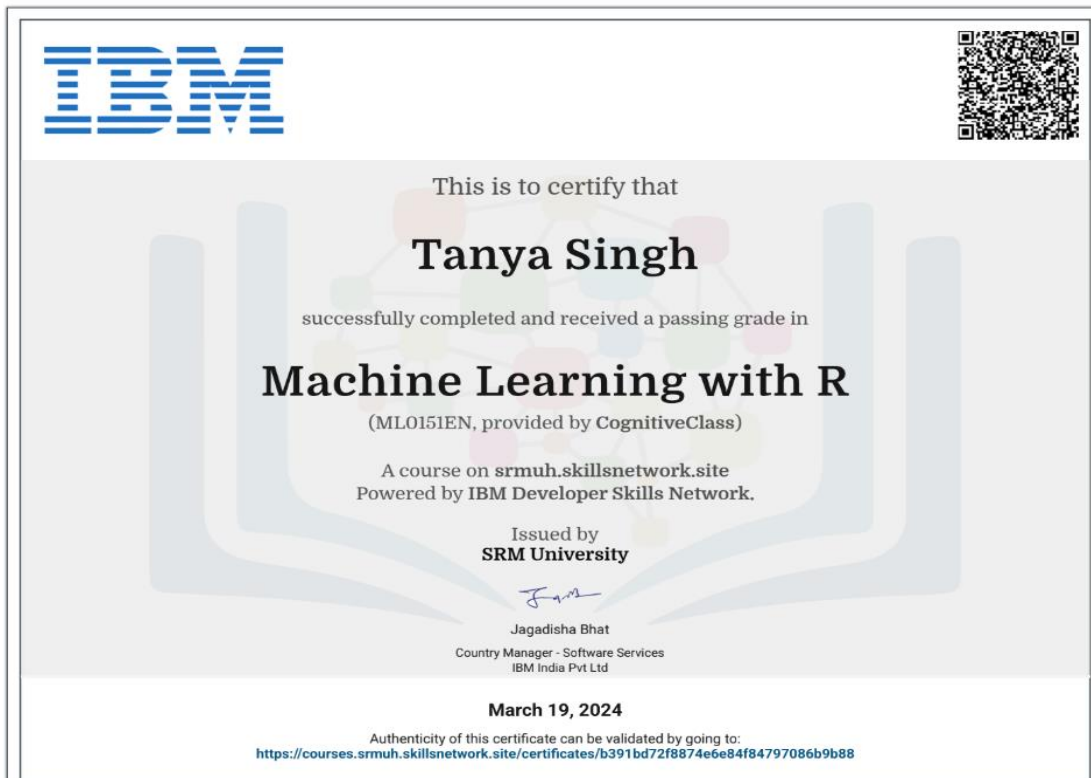 IBM
This is to certify that
Tanya Singh
successfully completed and received a passing grade in
Machine Learning with R
(ML0151EN, provided by CognitiveClass)
A course on srmuh.skillsnetwork.site
Powered by IBM Developer Skills Network.
Issued by
SRM University
Jagadisha Bhat
Country Manager - Software Services
IBM India Pvt Ltd
March 19, 2024
Authenticity of this certificate can be validated by going to:
https://courses.srmuh.skillsnetwork.site/certificates/b391bd72f8874e6e84f84797086b9b88